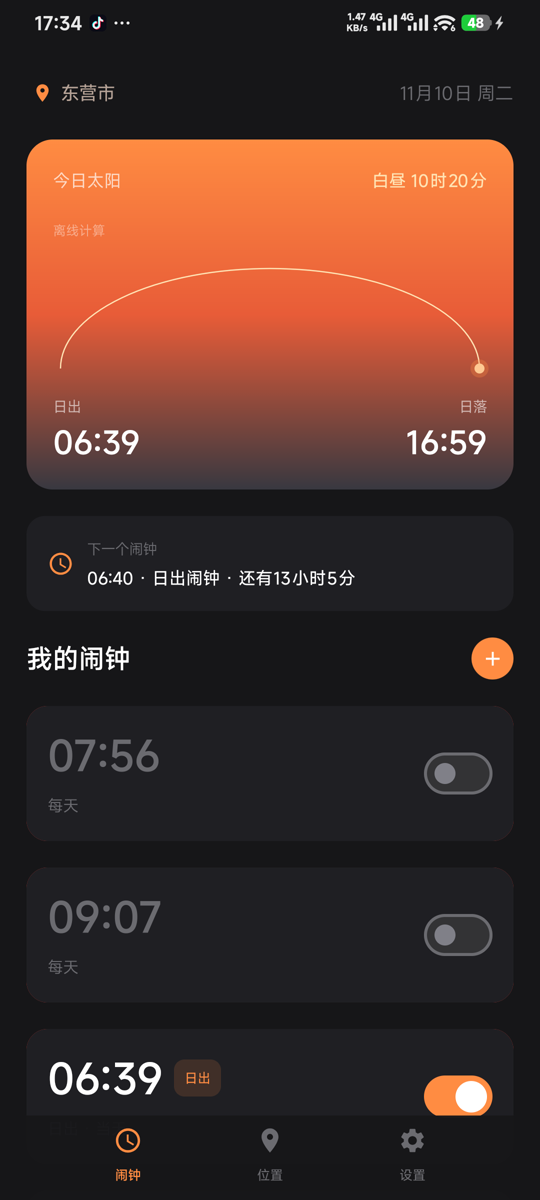 17:34 ··· 1.47 KB/s 4G 4G 6 48
东营市 11月10日 周二
今日太阳 白昼 10时20分
离线计算
日出 日落
06:39 16:59
下一个闹钟
06:40 · 日出闹钟 · 还有13小时5分
我的闹钟
07:56
每天
09:07
每天
06:39 日出
闹钟 位置 设置